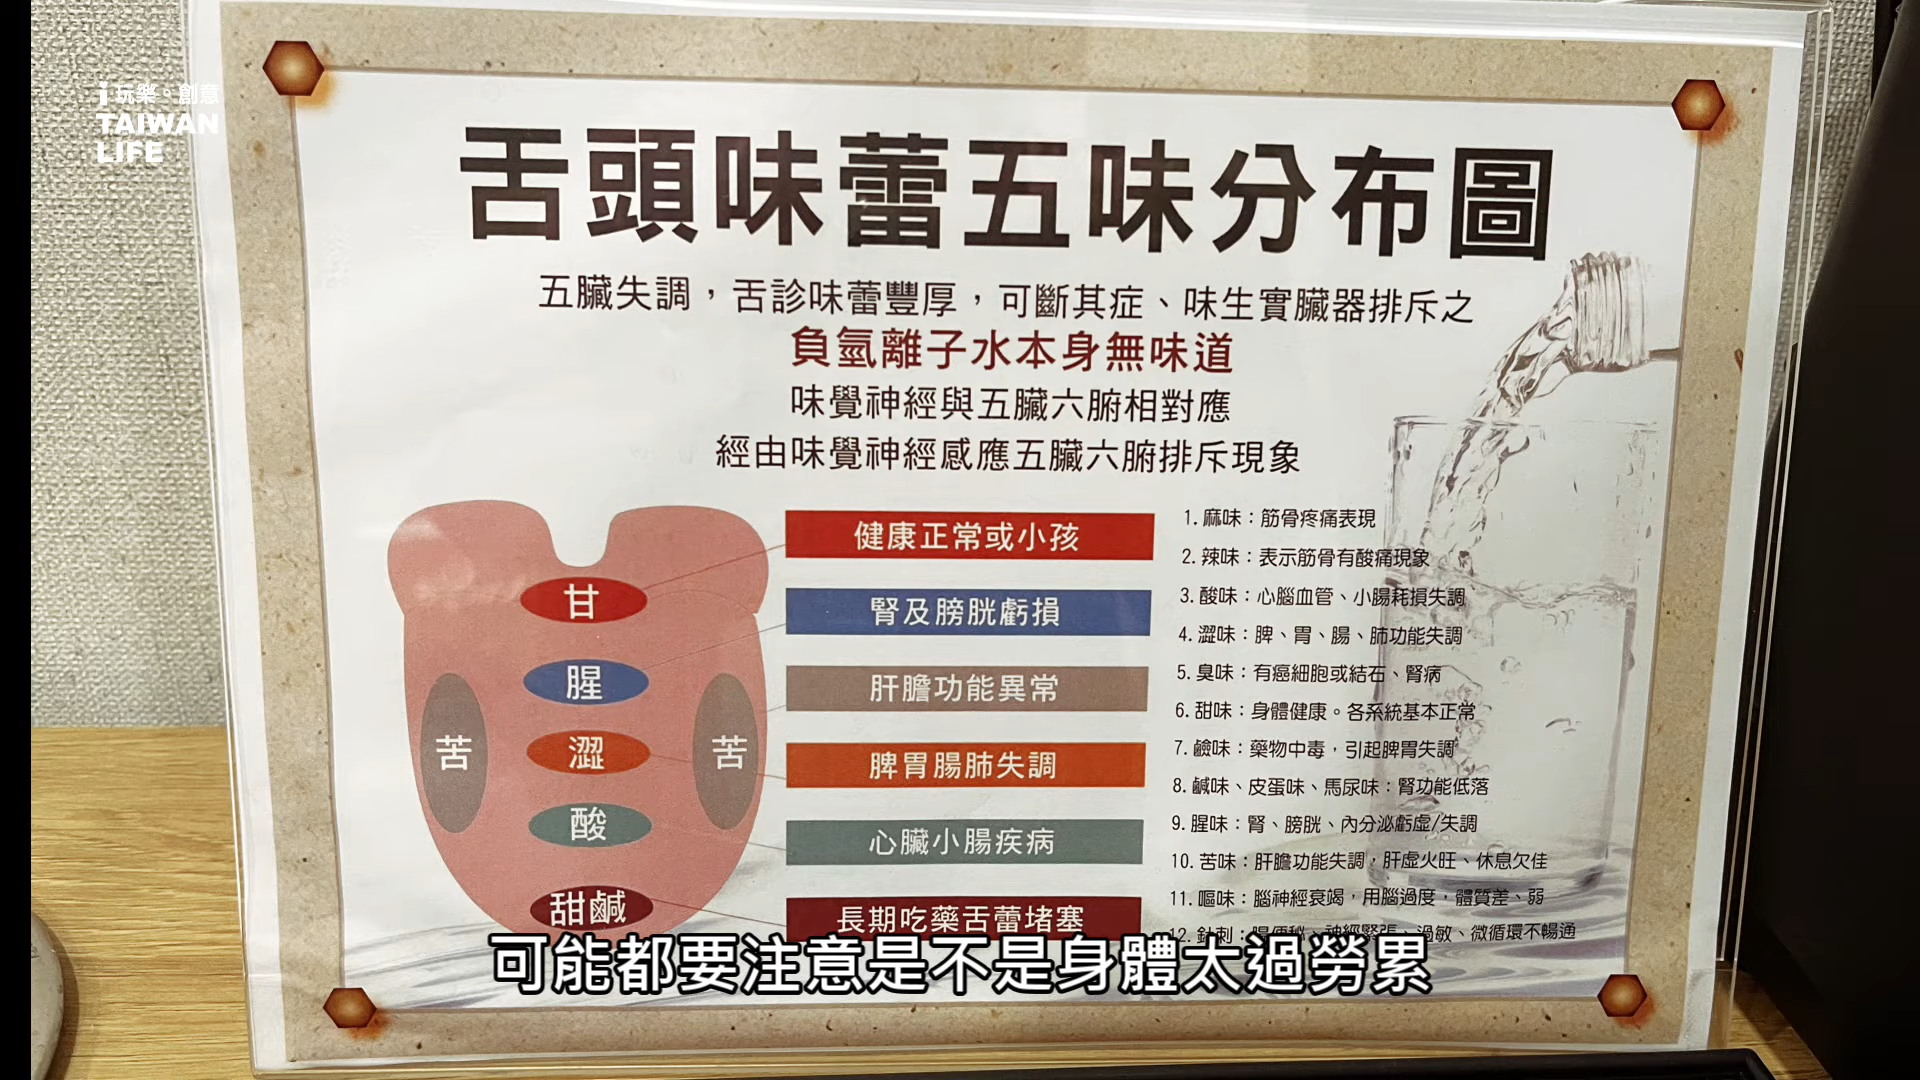 i 玩樂。創意
TAIWAN
LIFE
舌頭味蕾五味分布圖
五臟失調，舌診味蕾豐厚，可斷其症、味生實臟器排斥之
負氫離子水本身無味道
味覺神經與五臟六腑相對應
經由味覺神經感應五臟六腑排斥現象
甘
腥
苦
澀
苦
酸
甜鹹
健康正常或小孩
腎及膀胱虧損
肝膽功能異常
脾胃腸肺失調
心臟小腸疾病
長期吃藥舌蕾堵塞
1. 麻味：筋骨疼痛表現
2. 辣味：表示筋骨有酸痛現象
3. 酸味：心腦血管、小腸耗損失調
4. 澀味：脾、胃、腸、肺功能失調
5. 臭味：有癌細胞或結石、腎病
6. 甜味：身體健康。各系統基本正常
7. 鹼味：藥物中毒，引起脾胃失調
8. 鹹味、皮蛋味、馬尿味：腎功能低落
9. 腥味：腎、膀胱、內分泌虧虛/失調
10. 苦味：肝膽功能失調，肝虛火旺、休息欠佳
11. 嘔味：腦神經衰竭，用腦過度，體質差、弱
12. 針刺：腸便秘、神經緊張、過敏、微循環不暢通
可能都要注意是不是身體太過勞累